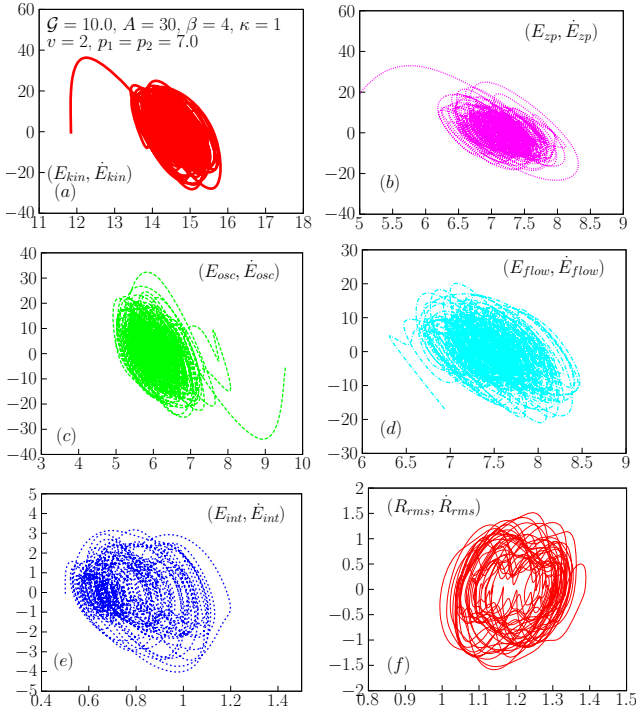 𝒢 = 10.0, A = 30, β = 4, κ = 1
v = 2, p₁ = p₂ = 7.0
(E_kin, Ė_kin)
(a)
60
40
20
0
−20
−40
11 12 13 14 15 16 17 18
(E_zp, Ė_zp)
(b)
60
40
20
0
−20
−40
5 5.5 6 6.5 7 7.5 8 8.5 9
(E_osc, Ė_osc)
(c)
40
30
20
10
0
−10
−20
−30
−40
3 4 5 6 7 8 9 10
(E_flow, Ė_flow)
(d)
30
20
10
0
−10
−20
−30
6 6.5 7 7.5 8 8.5 9
(E_int, Ė_int)
(e)
5
4
3
2
1
0
−1
−2
−3
−4
−5
0.4 0.6 0.8 1 1.2 1.4
(R_rms, Ṙ_rms)
(f)
2
1.5
1
0.5
0
−0.5
−1
−1.5
−2
0.8 0.9 1 1.1 1.2 1.3 1.4 1.5